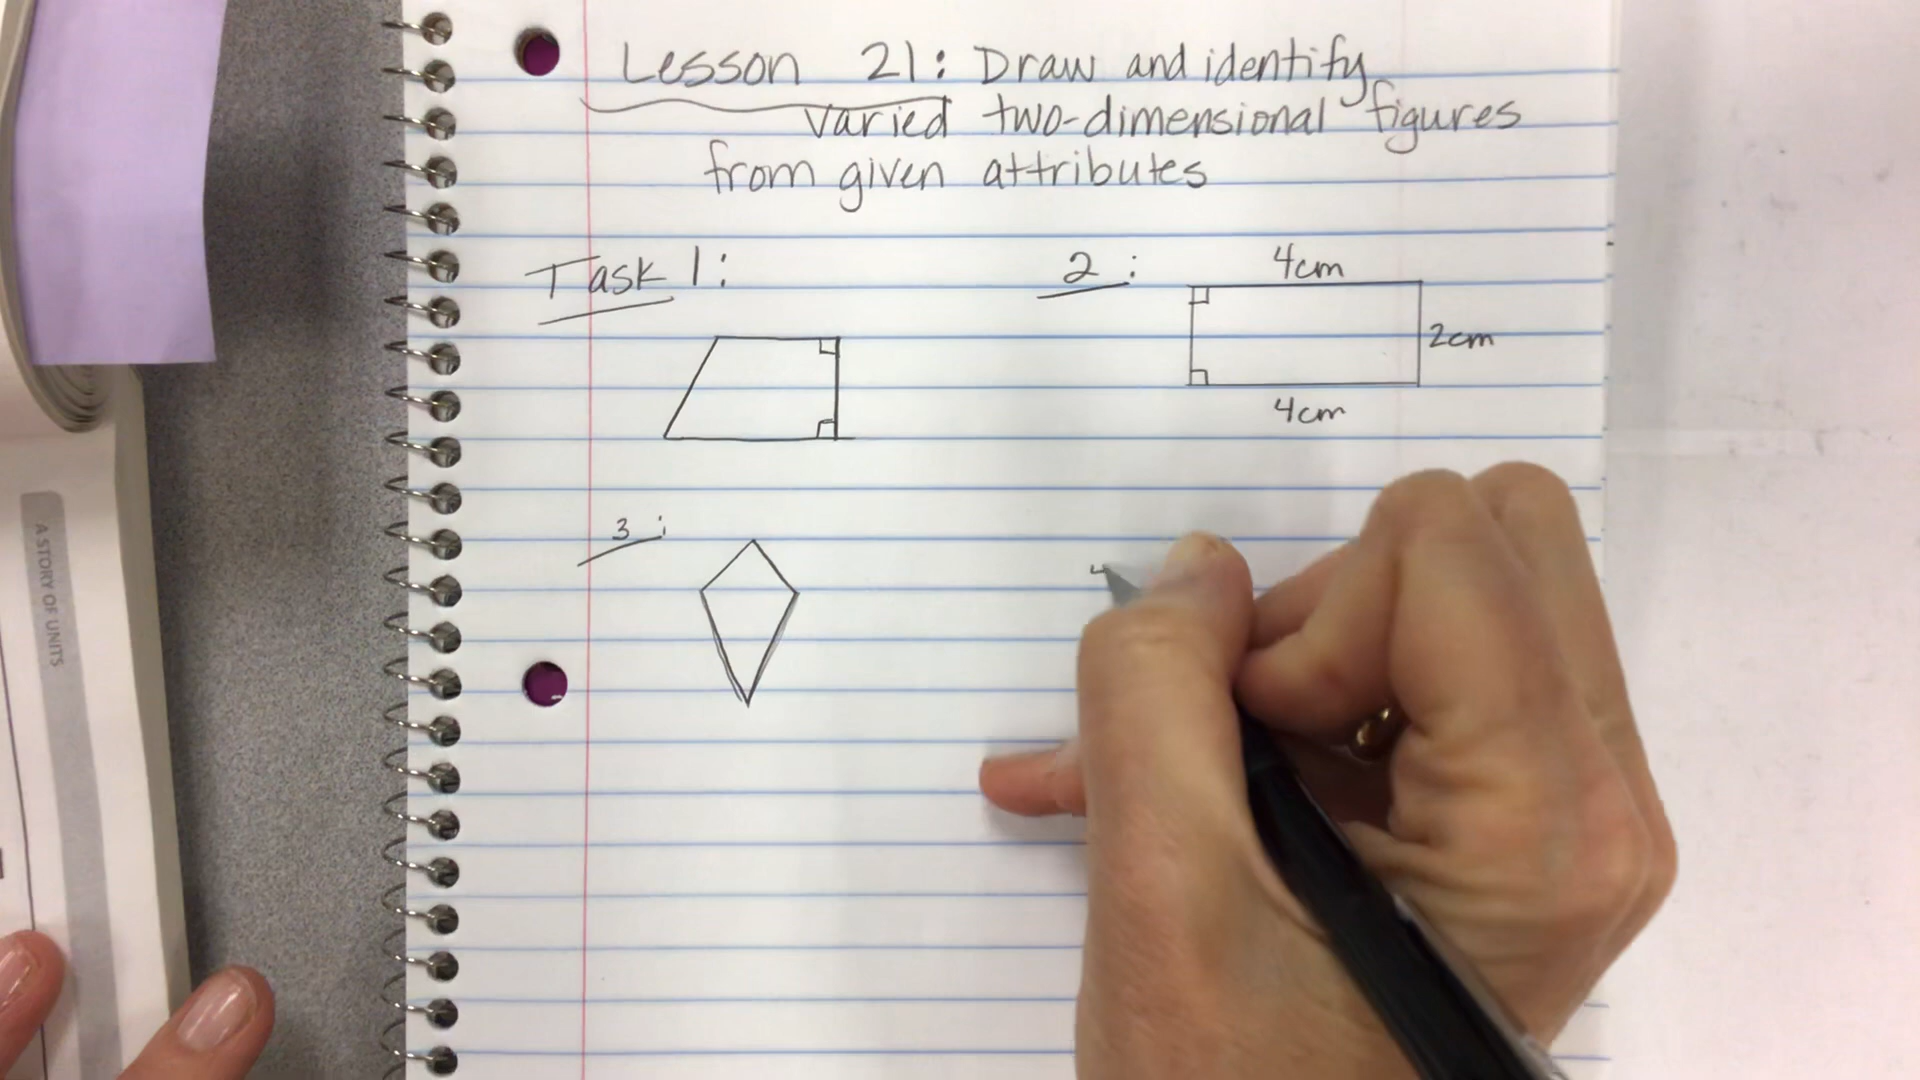 Lesson 21: Draw and identify
varied two-dimensional figures
from given attributes
Task 1:
2:
4cm
2cm
4cm
3:
A STORY OF UNITS